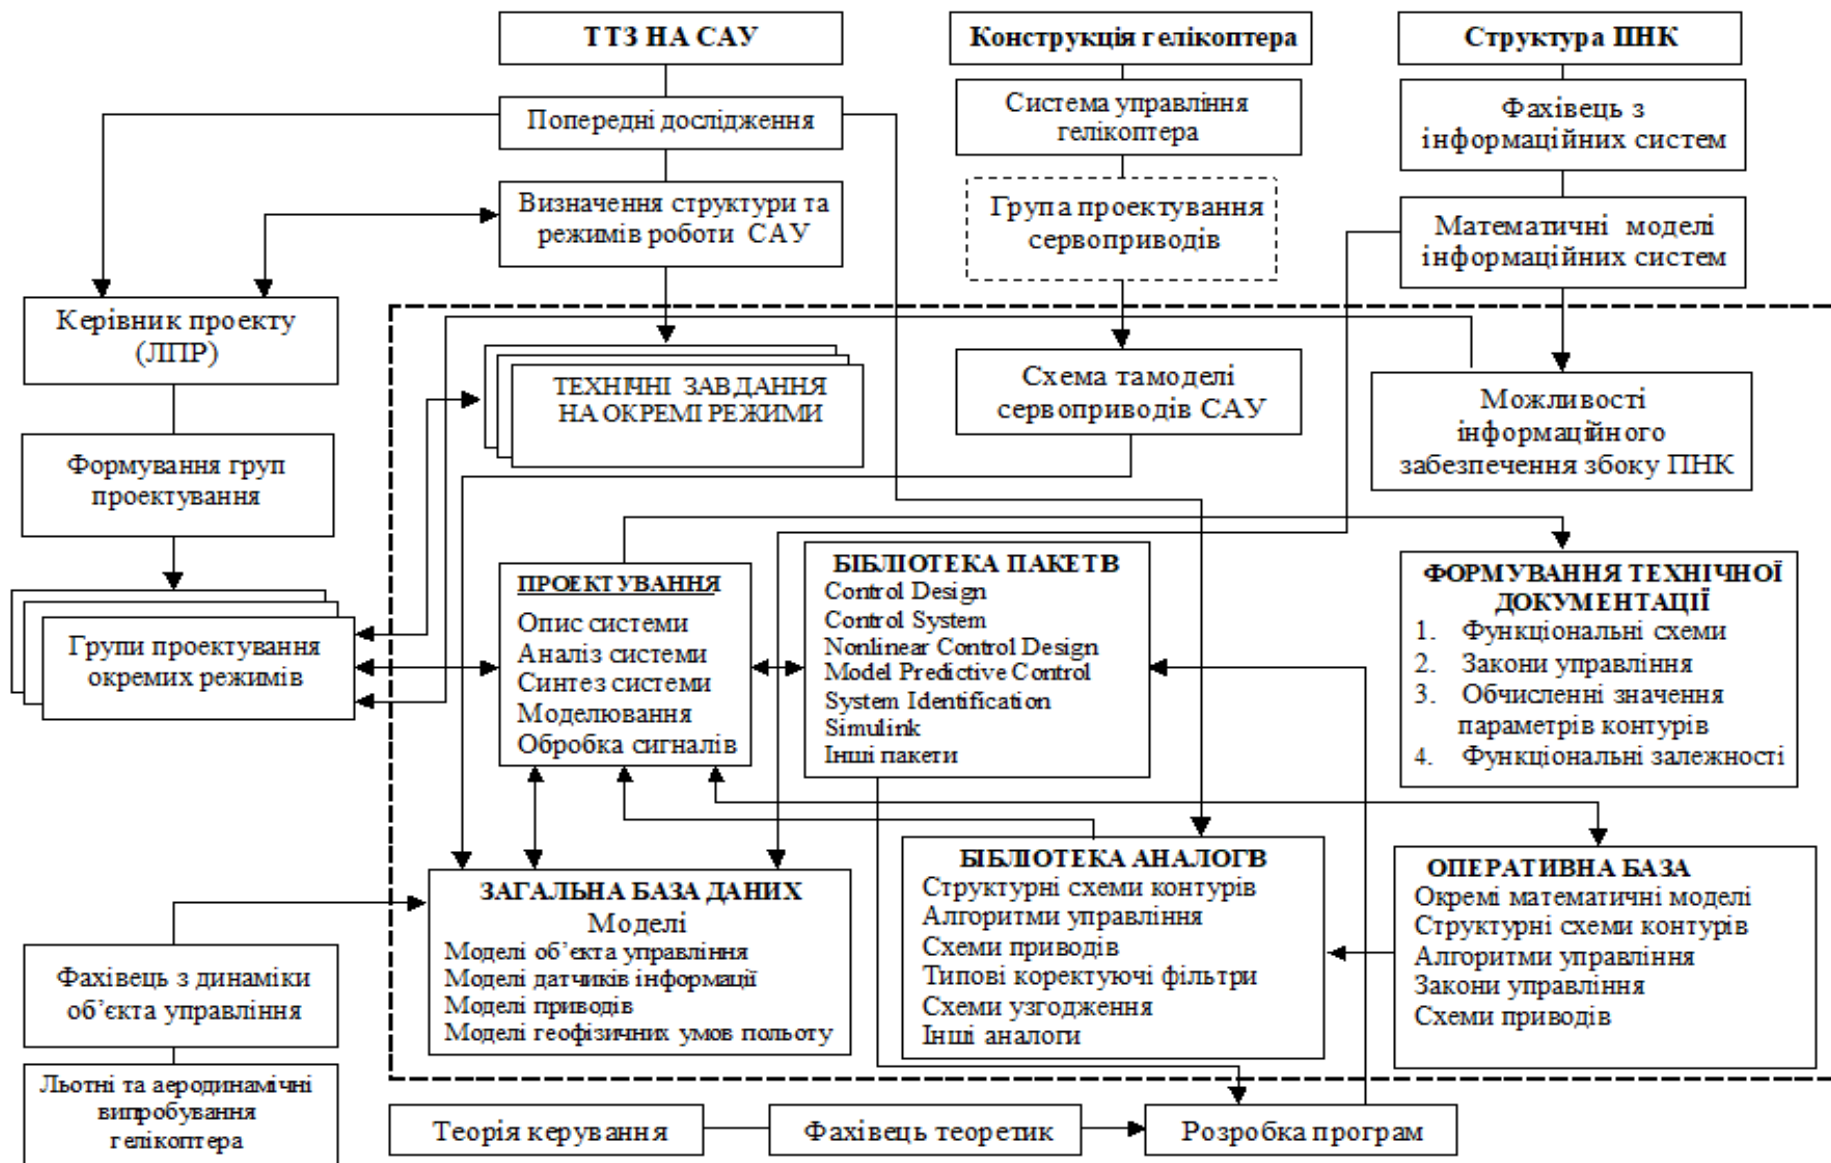 ТТЗ НА САУ
Конструкція гелікоптера
Структура ПНК
Попередні дослідження
Система управління
гелікоптера
Фахівець з
інформаційних систем
Визначення структури та
режимів роботи САУ
Група проектування
сервоприводів
Математичні моделі
інформаційних систем
Керівник проекту
(ЛПР)
ТЕХНІЧНІ ЗАВДАННЯ
НА ОКРЕМІ РЕЖИМИ
Схема тамоделі
сервоприводів САУ
Можливості
інформаційного
забезпечення збоку ПНК
Формування груп
проектування
Групи проектування
окремих режимів
ПРОЕКТУВАННЯ
Опис системи
Аналіз системи
Синтез системи
Моделювання
Обробка сигналів
БІБЛІОТЕКА ПАКЕТІВ
Control Design
Control System
Nonlinear Control Design
Model Predictive Control
System Identification
Simulink
Інші пакети
ФОРМУВАННЯ ТЕХНІЧНОЇ
ДОКУМЕНТАЦІЇ
1. Функціональні схеми
2. Закони управління
3. Обчисленні значення
параметрів контурів
4. Функціональні залежності
ЗАГАЛЬНА БАЗА ДАНИХ
Моделі
Моделі об’єкта управління
Моделі датчиків інформації
Моделі приводів
Моделі геофізичних умов польоту
БІБЛІОТЕКА АНАЛОГІВ
Структурні схеми контурів
Алгоритми управління
Схеми приводів
Типові коректуючі фільтри
Схеми узгодження
Інші аналоги
ОПЕРАТИВНА БАЗА
Окремі математичні моделі
Структурні схеми контурів
Алгоритми управління
Закони управління
Схеми приводів
Фахівець з динаміки
об’єкта управління
Льотні та аеродинамічні
випробування
гелікоптера
Теорія керування
Фахівець теоретик
Розробка програм